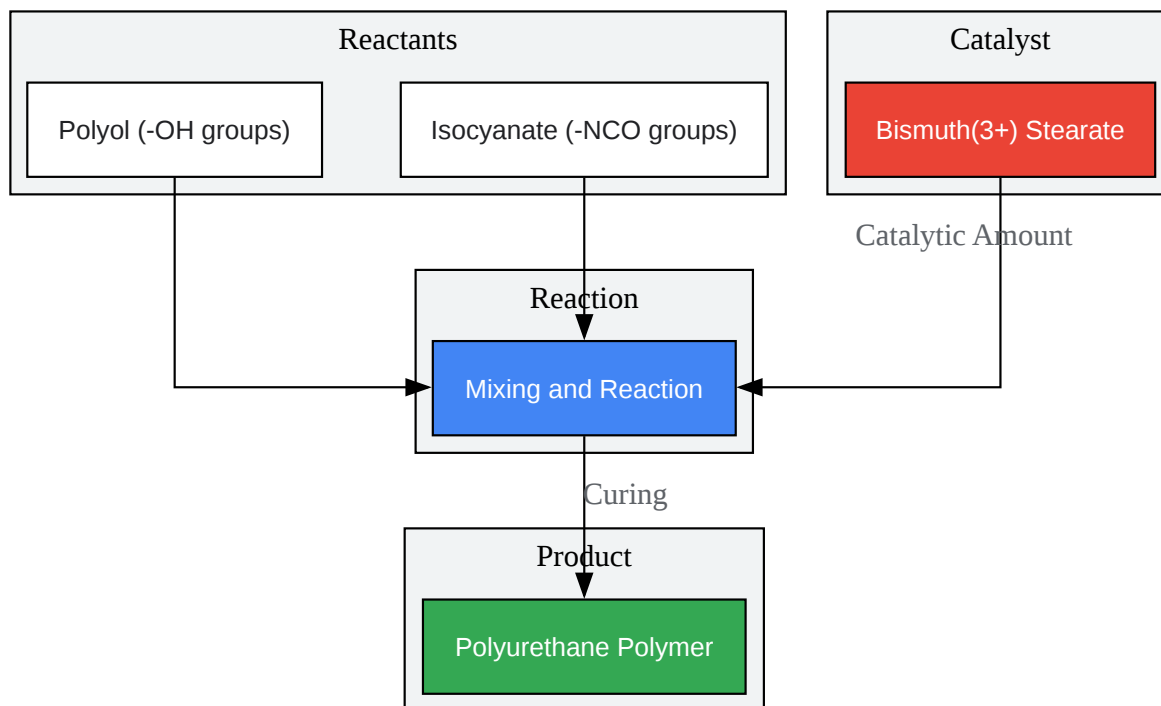 Reactants
Catalyst
Polyol (-OH groups)
Isocyanate (-NCO groups)
Bismuth(3+) Stearate
Catalytic Amount
Reaction
Mixing and Reaction
Curing
Product
Polyurethane Polymer